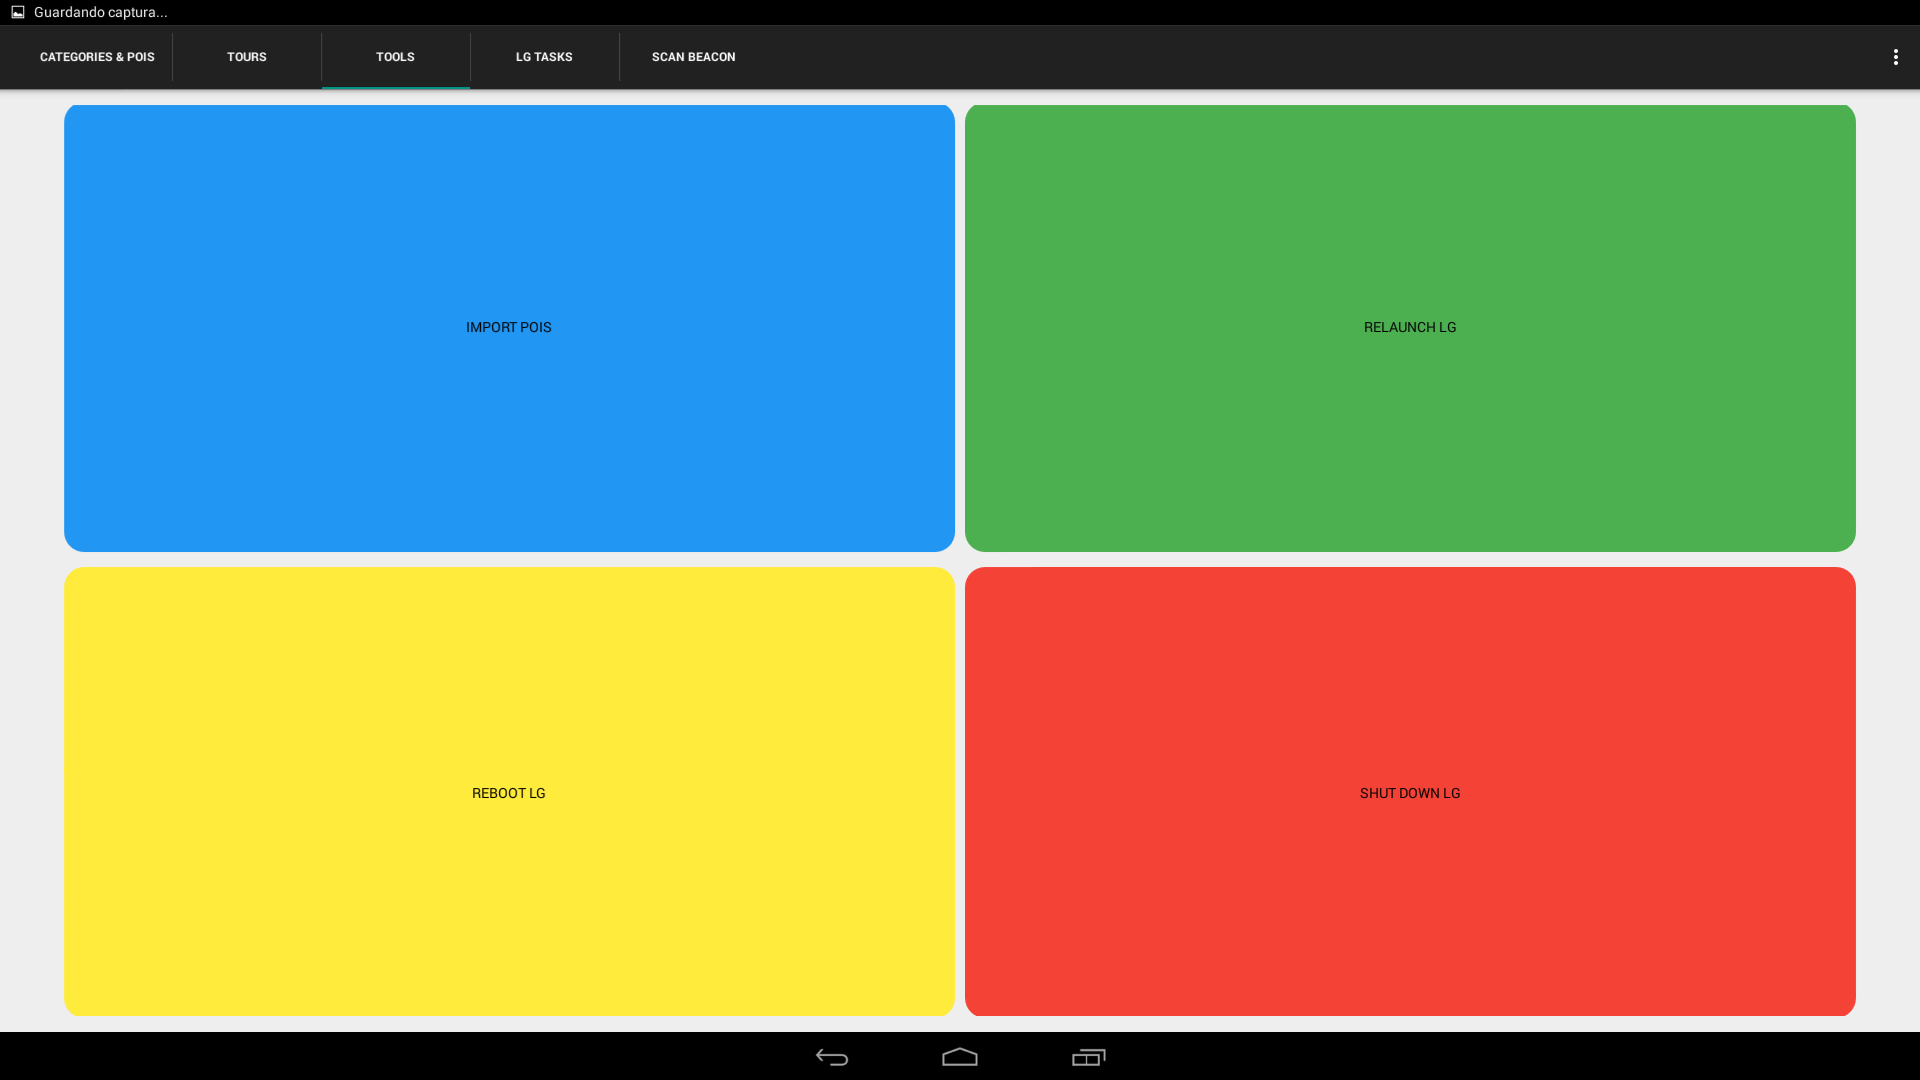 Guardando captura...
CATEGORIES & POIS TOURS TOOLS LG TASKS SCAN BEACON
IMPORT POIS
RELAUNCH LG
REBOOT LG
SHUT DOWN LG